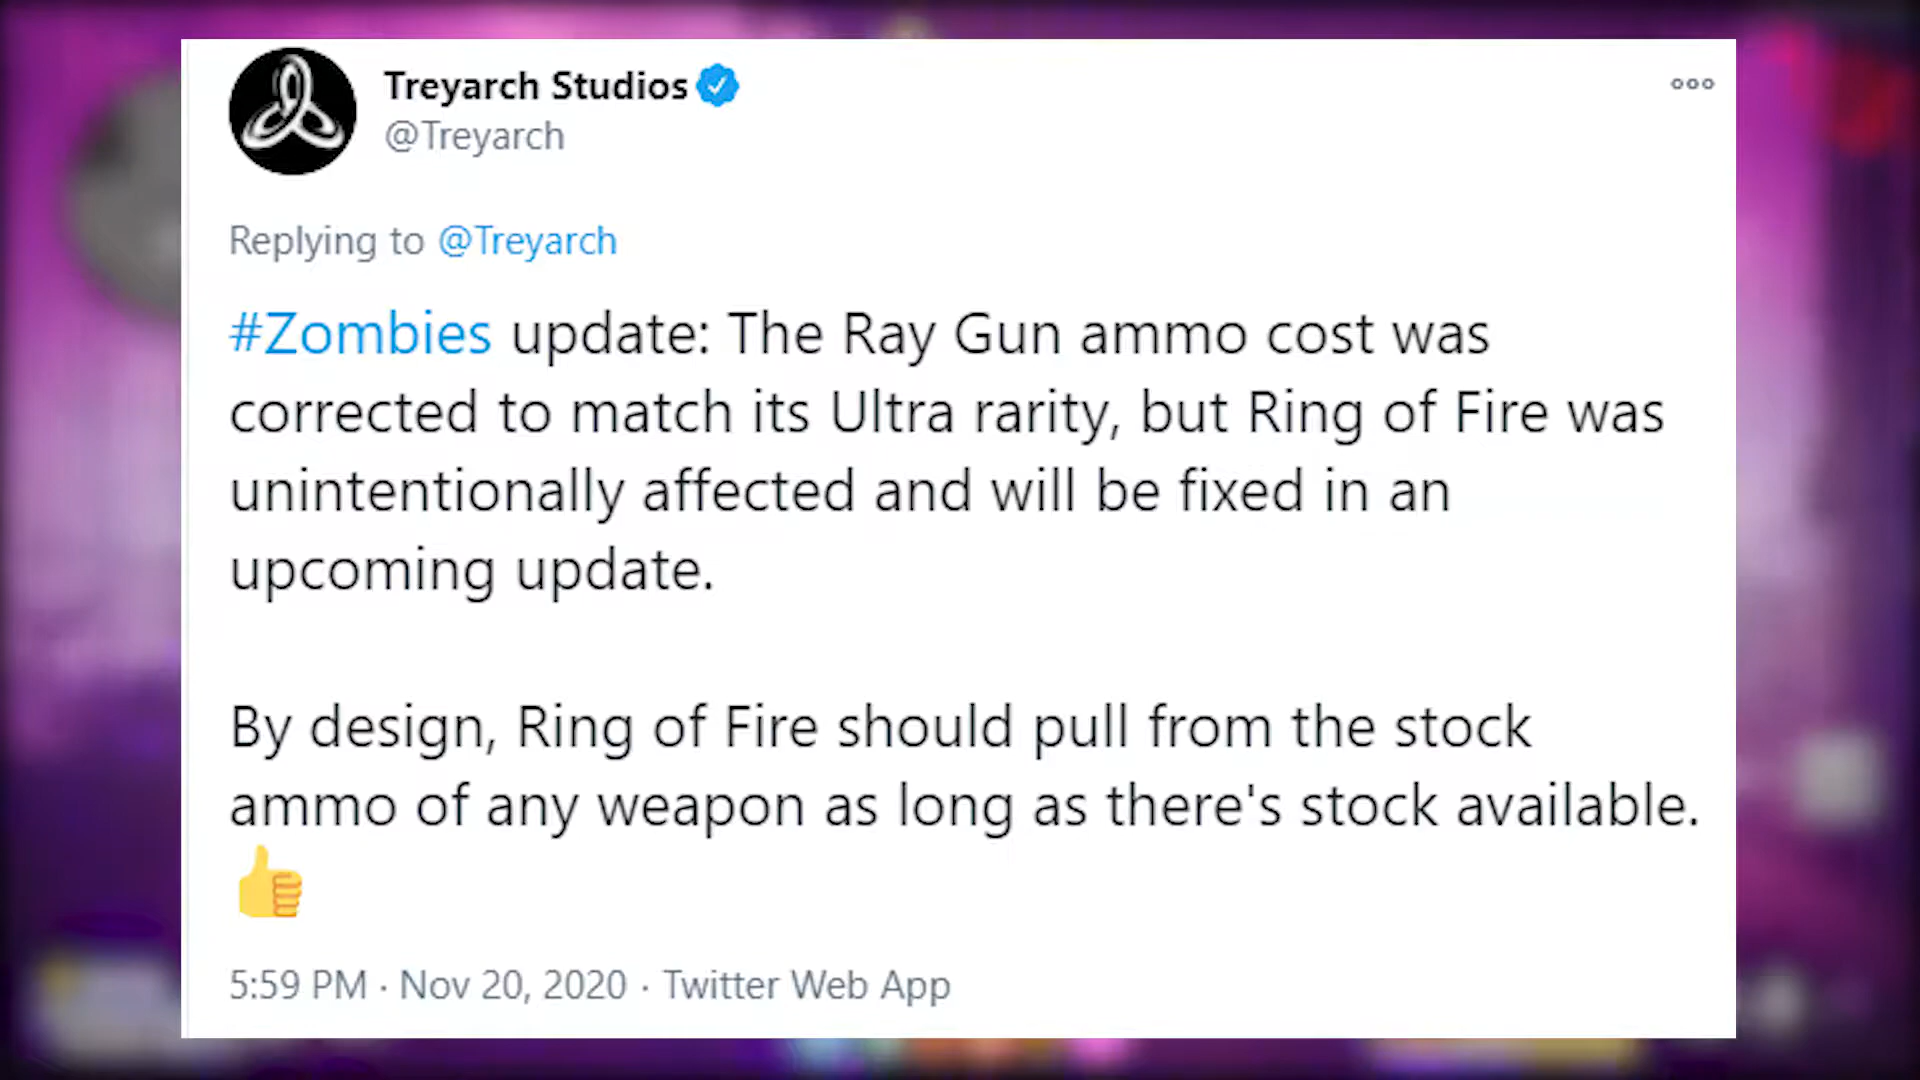 Treyarch Studios
@Treyarch
Replying to @Treyarch
#Zombies update: The Ray Gun ammo cost was
corrected to match its Ultra rarity, but Ring of Fire was
unintentionally affected and will be fixed in an
upcoming update.
By design, Ring of Fire should pull from the stock
ammo of any weapon as long as there's stock available.
👍
5:59 PM · Nov 20, 2020 · Twitter Web App